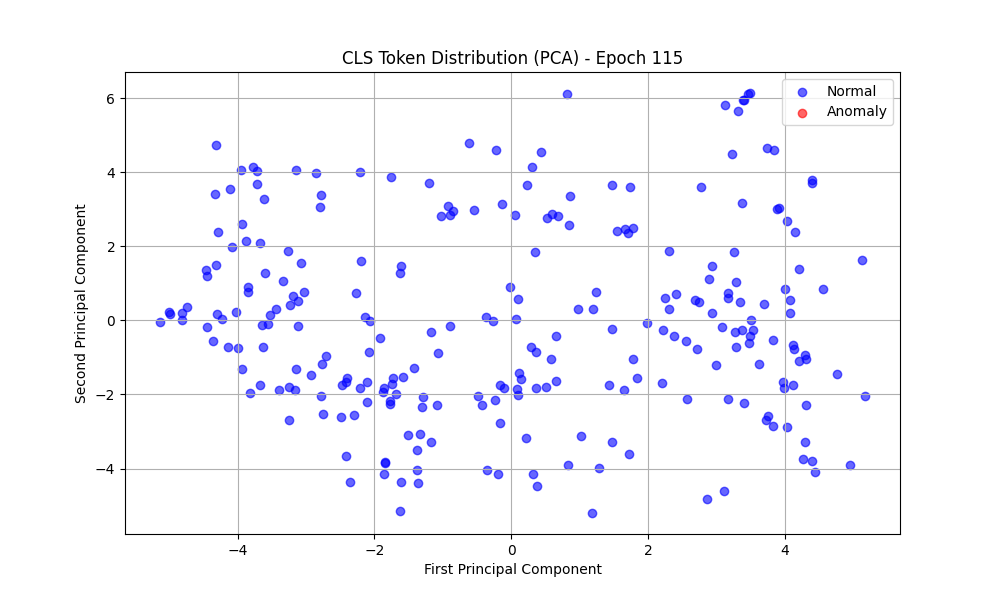 CLS Token Distribution (PCA) - Epoch 115
Normal
Anomaly
Second Principal Component
6
4
2
0
−2
−4
−4
−2
0
2
4
First Principal Component